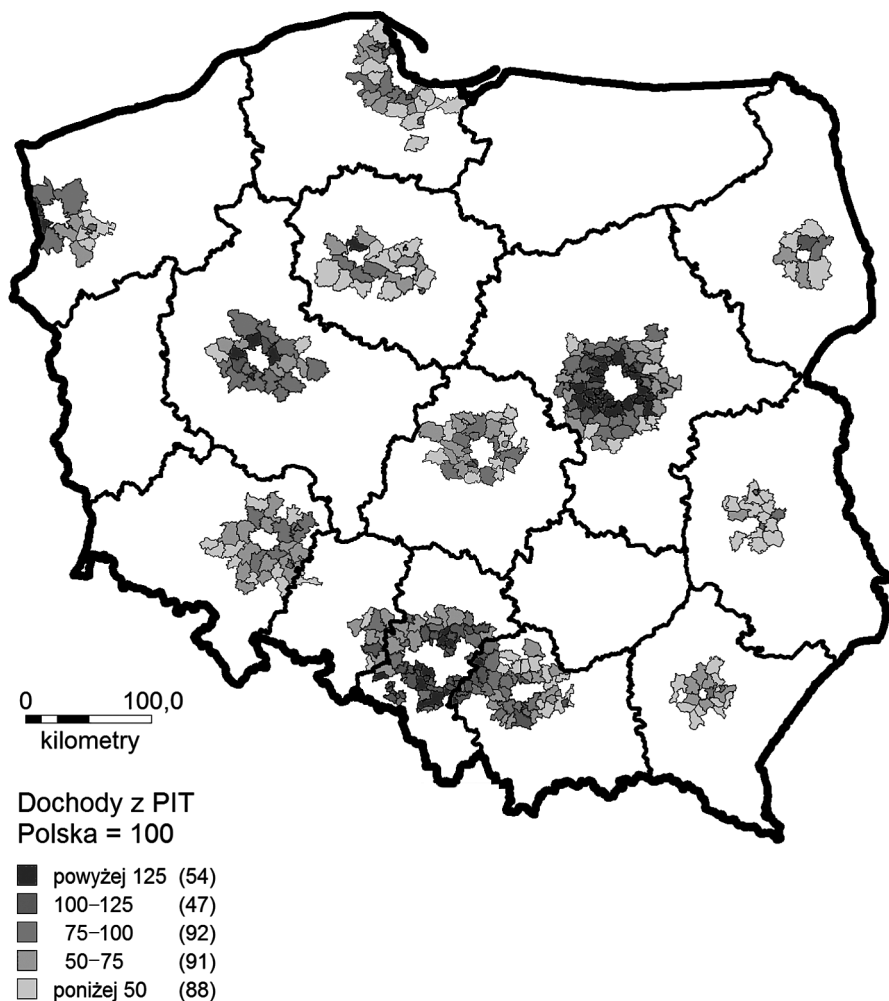 0 100,0
kilometry
Dochody z PIT
Polska = 100
powyżej 125 (54)
100–125 (47)
75–100 (92)
50–75 (91)
poniżej 50 (88)